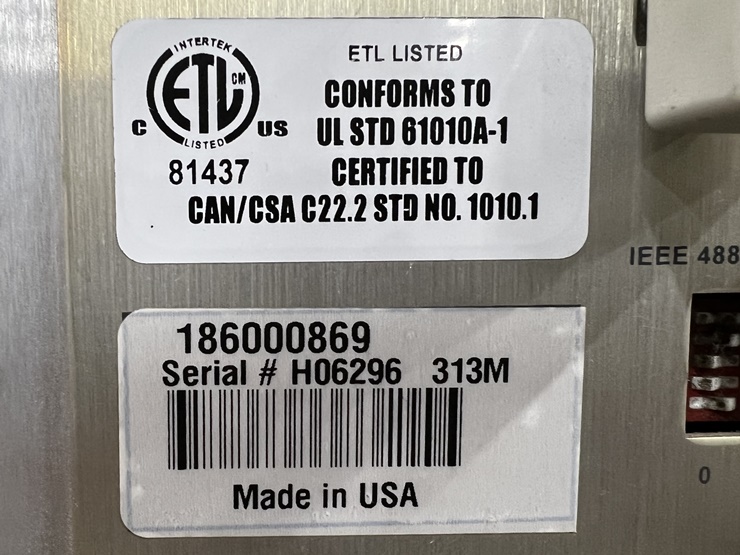 INTERTEK
ETL CM
LISTED
C US
81437
ETL LISTED
CONFORMS TO
UL STD 61010A-1
CERTIFIED TO
CAN/CSA C22.2 STD NO. 1010.1
IEEE 488
186000869
Serial # H06296 313M
Made in USA
0